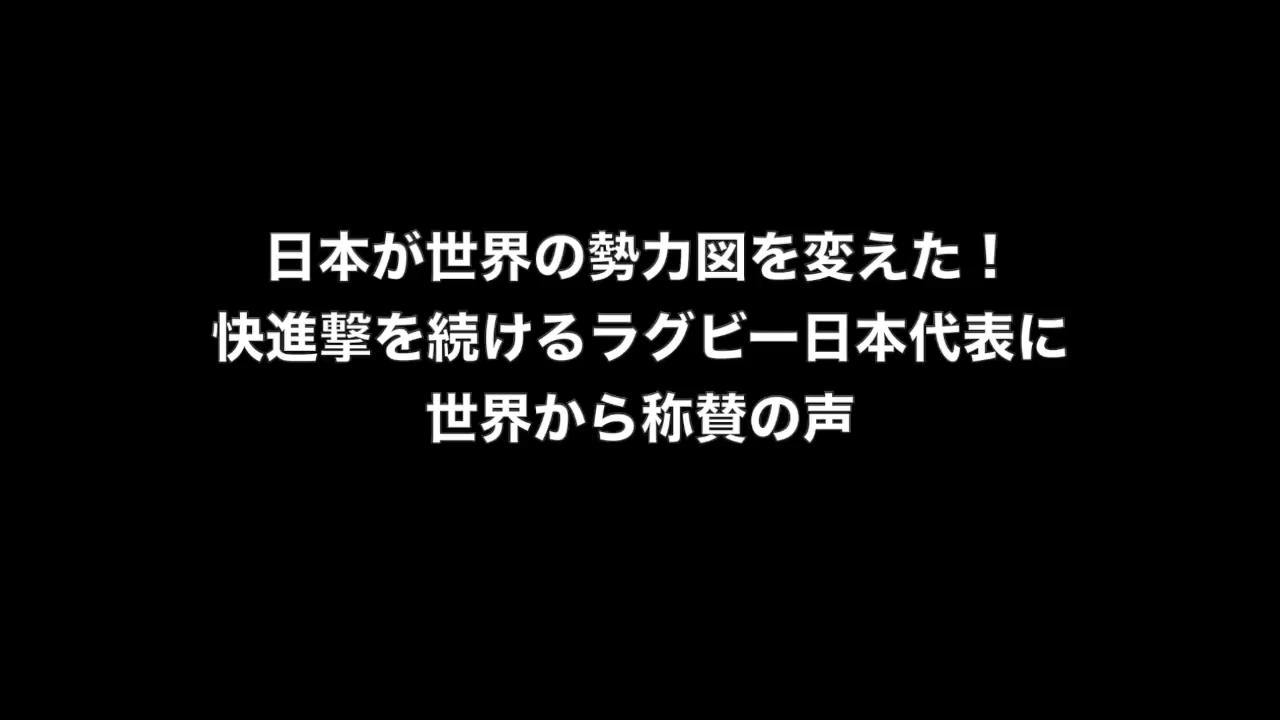 日本が世界の勢力図を変えた！
快進撃を続けるラグビー日本代表に
世界から称賛の声